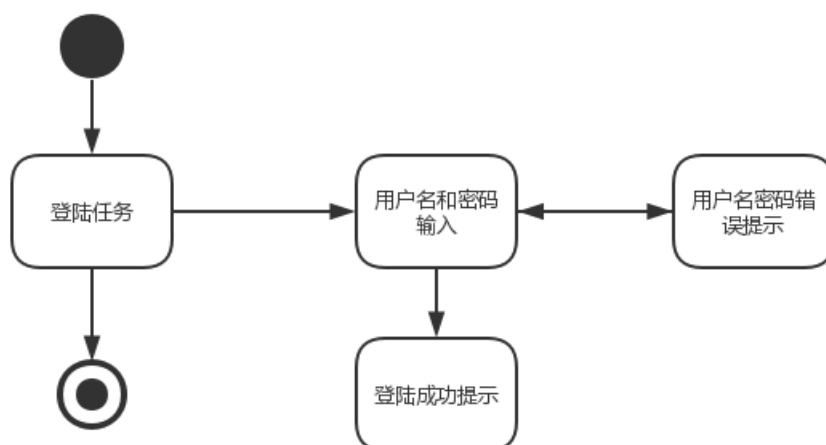 登陆任务
用户名和密码
输入
用户名密码错
误提示
登陆成功提示